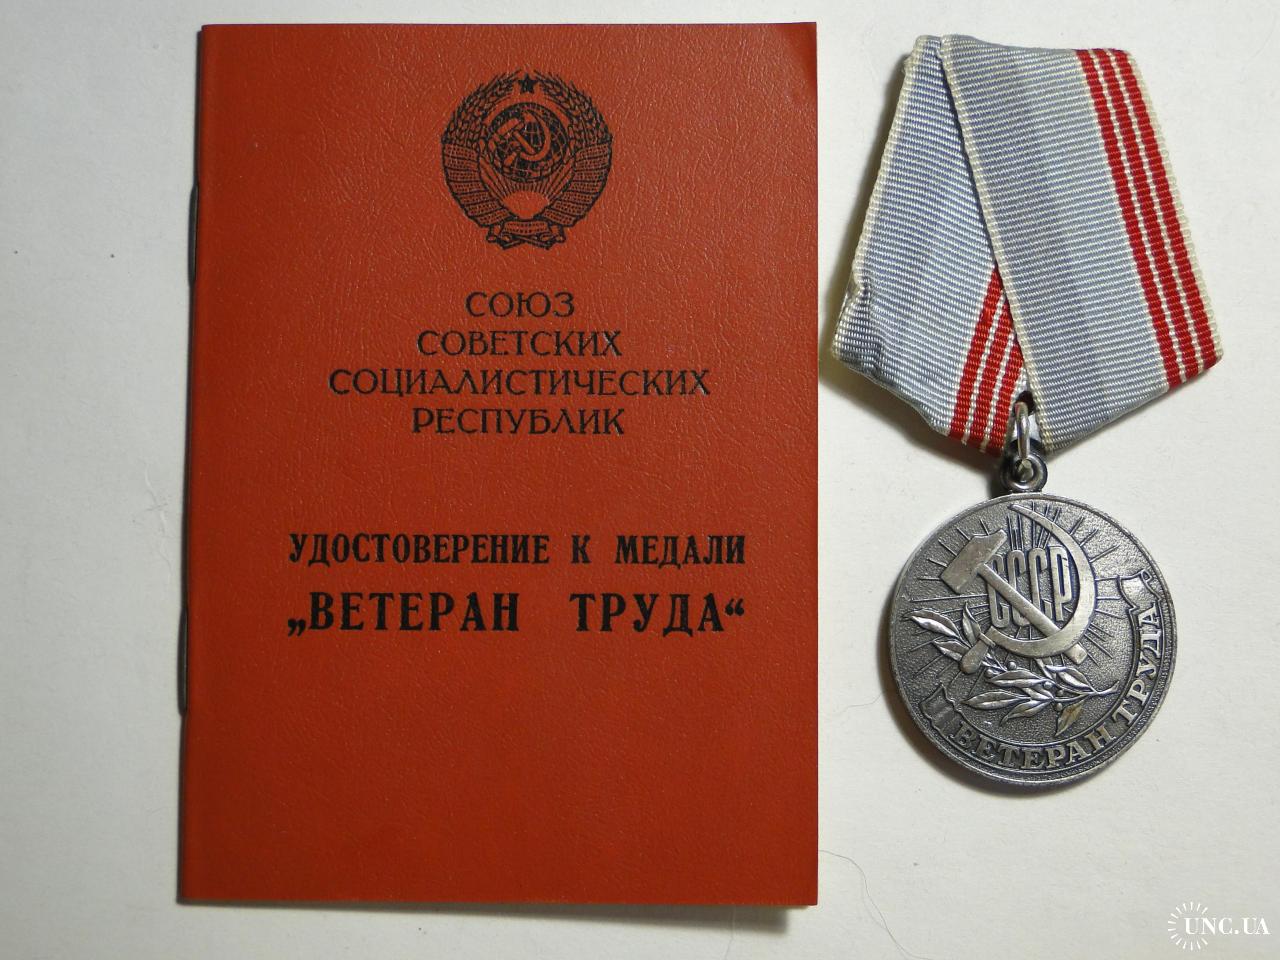 СОЮЗ
СОВЕТСКИХ
СОЦИАЛИСТИЧЕСКИХ
РЕСПУБЛИК
УДОСТОВЕРЕНИЕ К МЕДАЛИ
„ВЕТЕРАН ТРУДА“
СССР
ВЕТЕРАН ТРУДА
UNC.UA